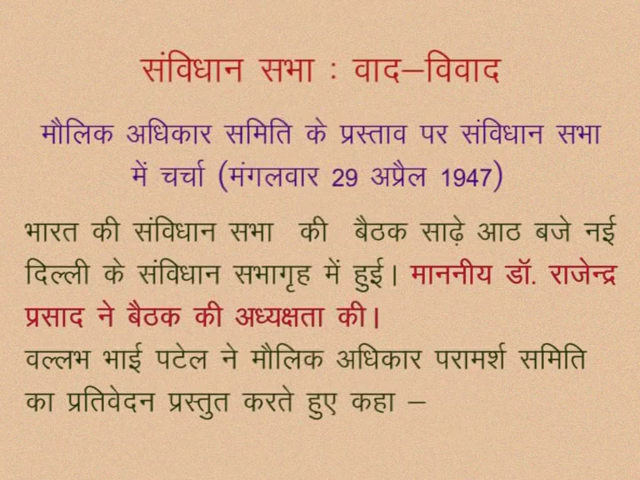 संविधान सभा : वाद–विवाद
मौलिक अधिकार समिति के प्रस्ताव पर संविधान सभा
में चर्चा (मंगलवार 29 अप्रैल 1947)
भारत की संविधान सभा की बैठक साढ़े आठ बजे नई
दिल्ली के संविधान सभागृह में हुई। माननीय डॉ. राजेन्द्र
प्रसाद ने बैठक की अध्यक्षता की।
वल्लभ भाई पटेल ने मौलिक अधिकार परामर्श समिति
का प्रतिवेदन प्रस्तुत करते हुए कहा –